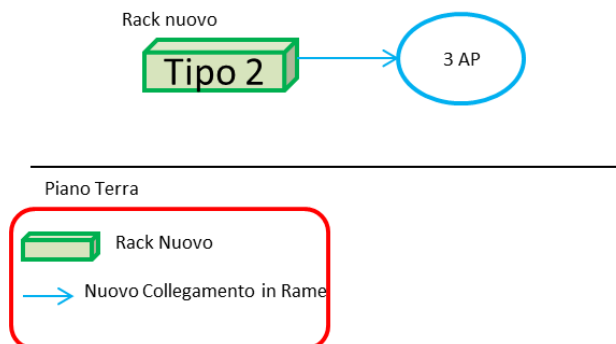 Rack nuovo
Tipo 2
3 AP
Piano Terra
Rack Nuovo
Nuovo Collegamento in Rame